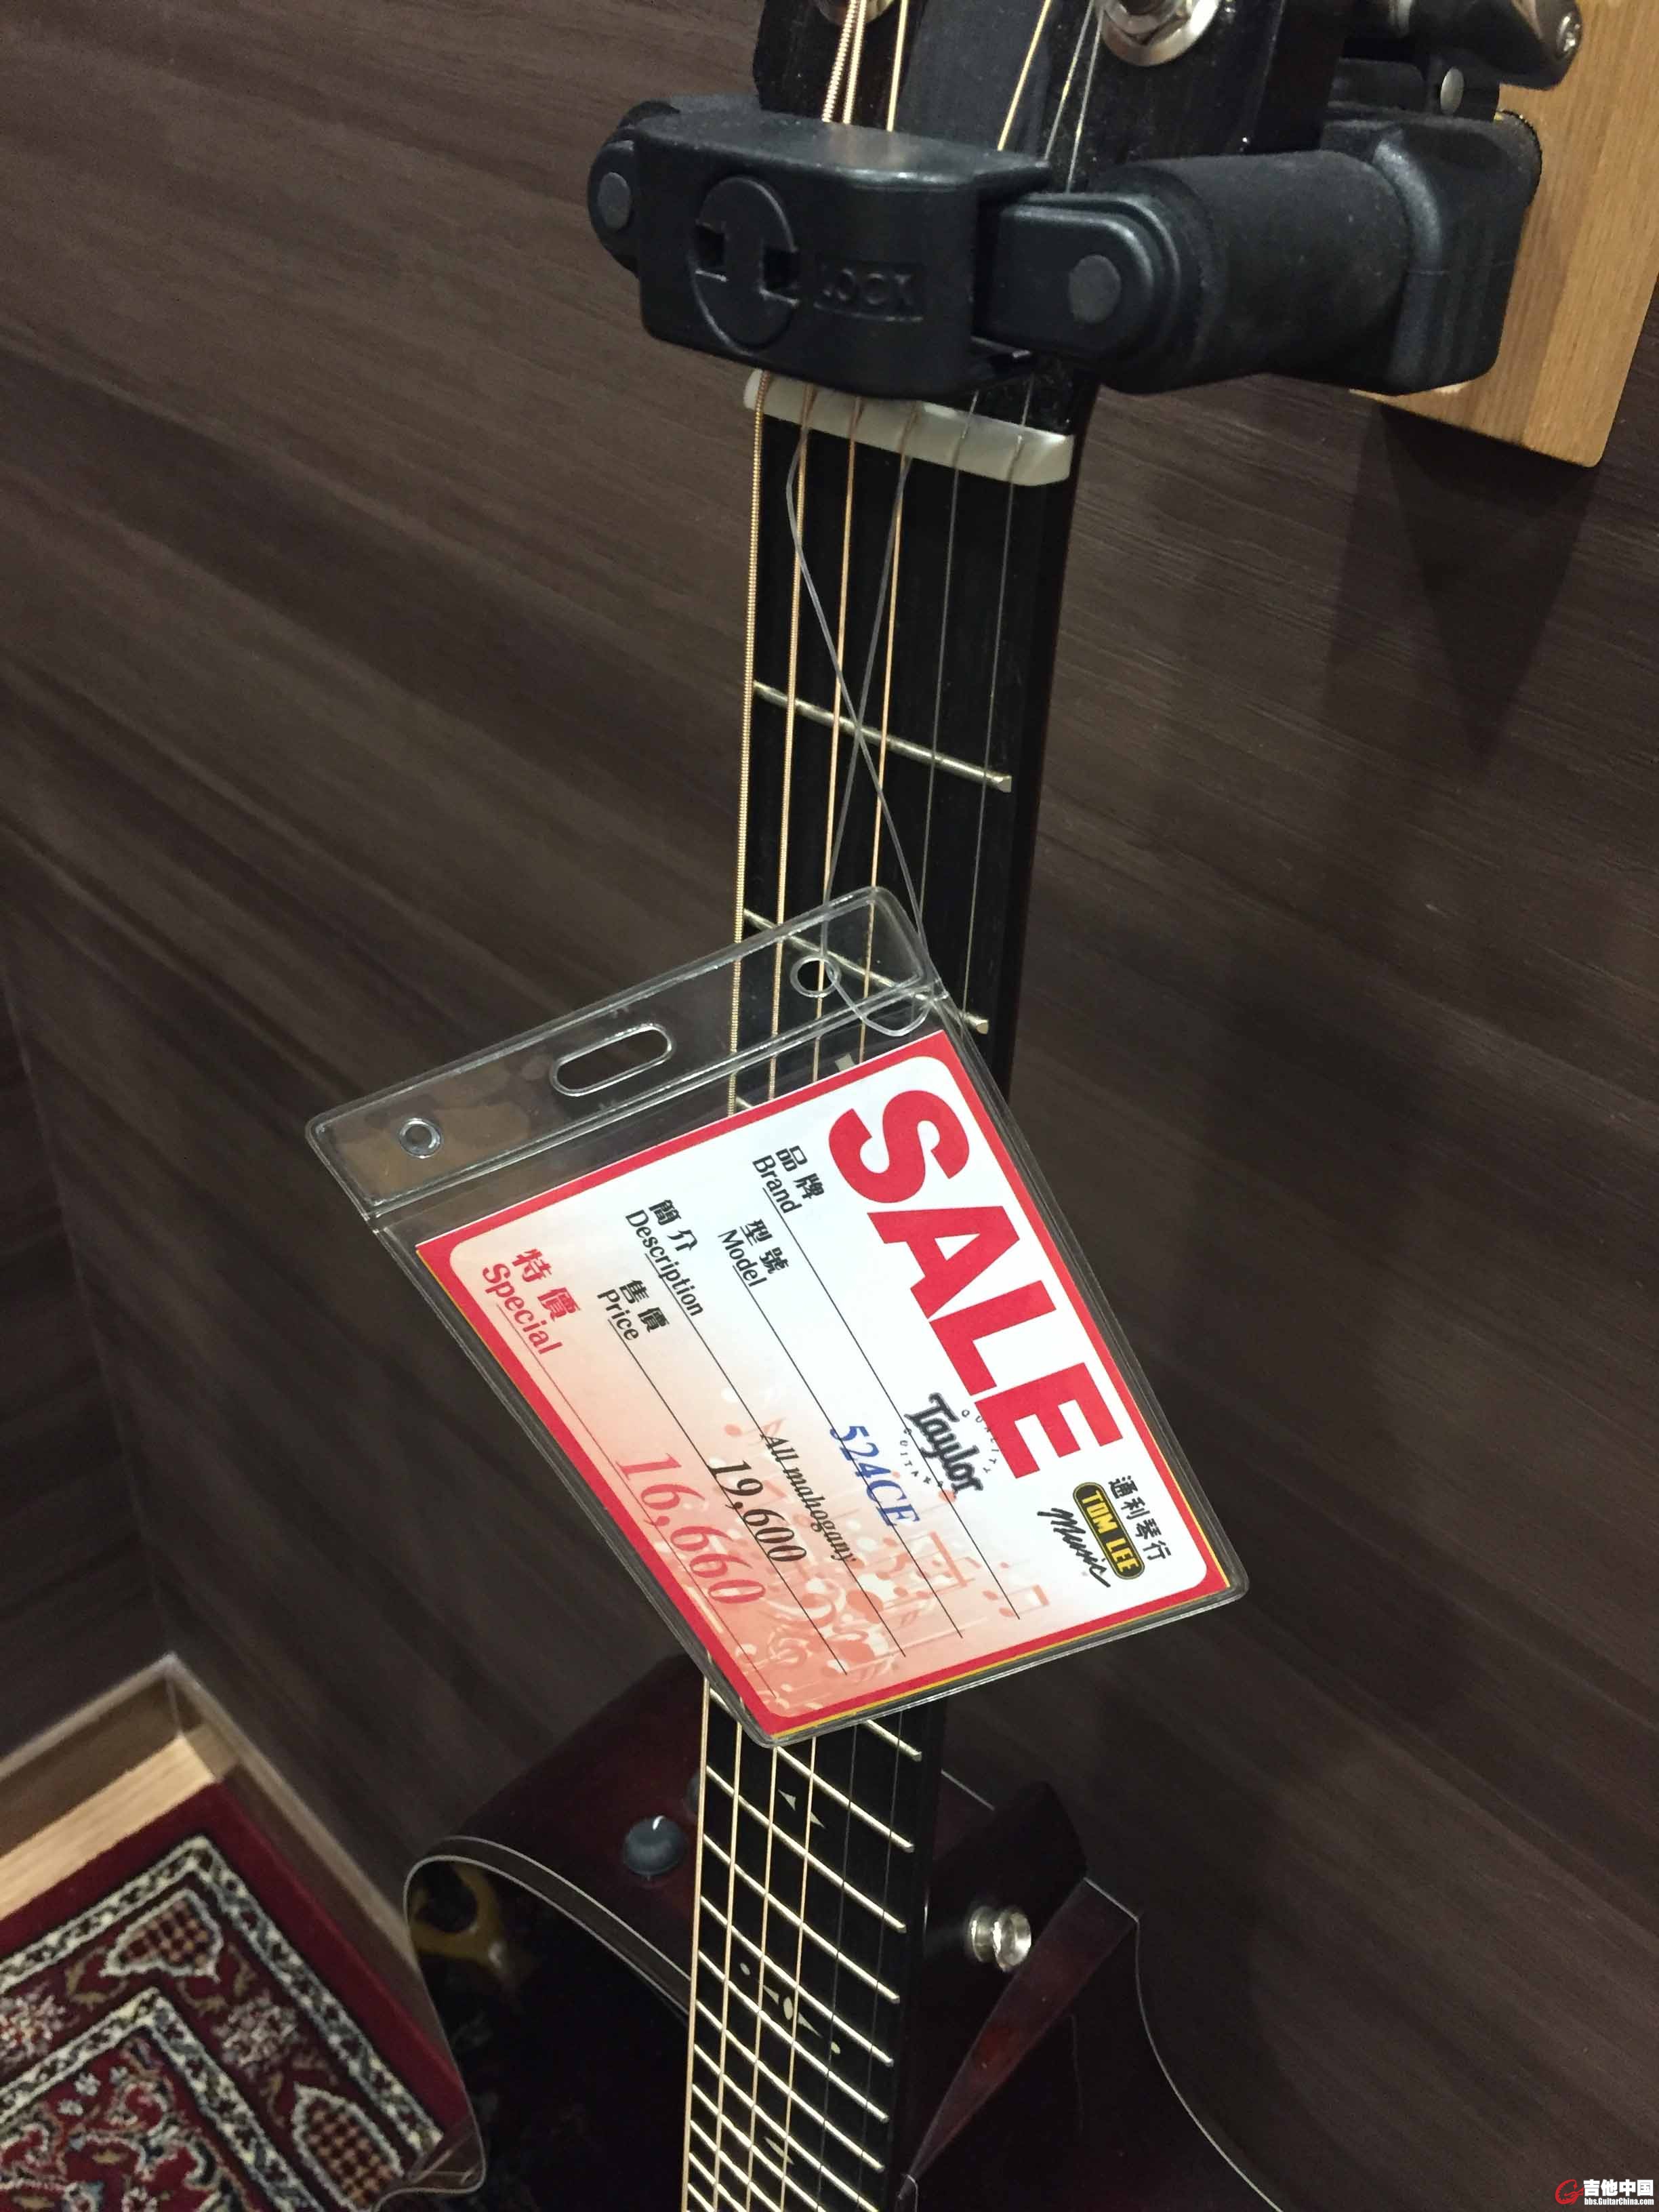 LOCK
SALE
通利琴行
TOM LEE
Music
品牌
Brand
Taylor
QUALITY
GUITARS
型號
Model
524CE
簡介
Description
All mahogany
售價
Price
19,600
特價
Special
16,660
吉他中国
bbs.GuitarChina.com